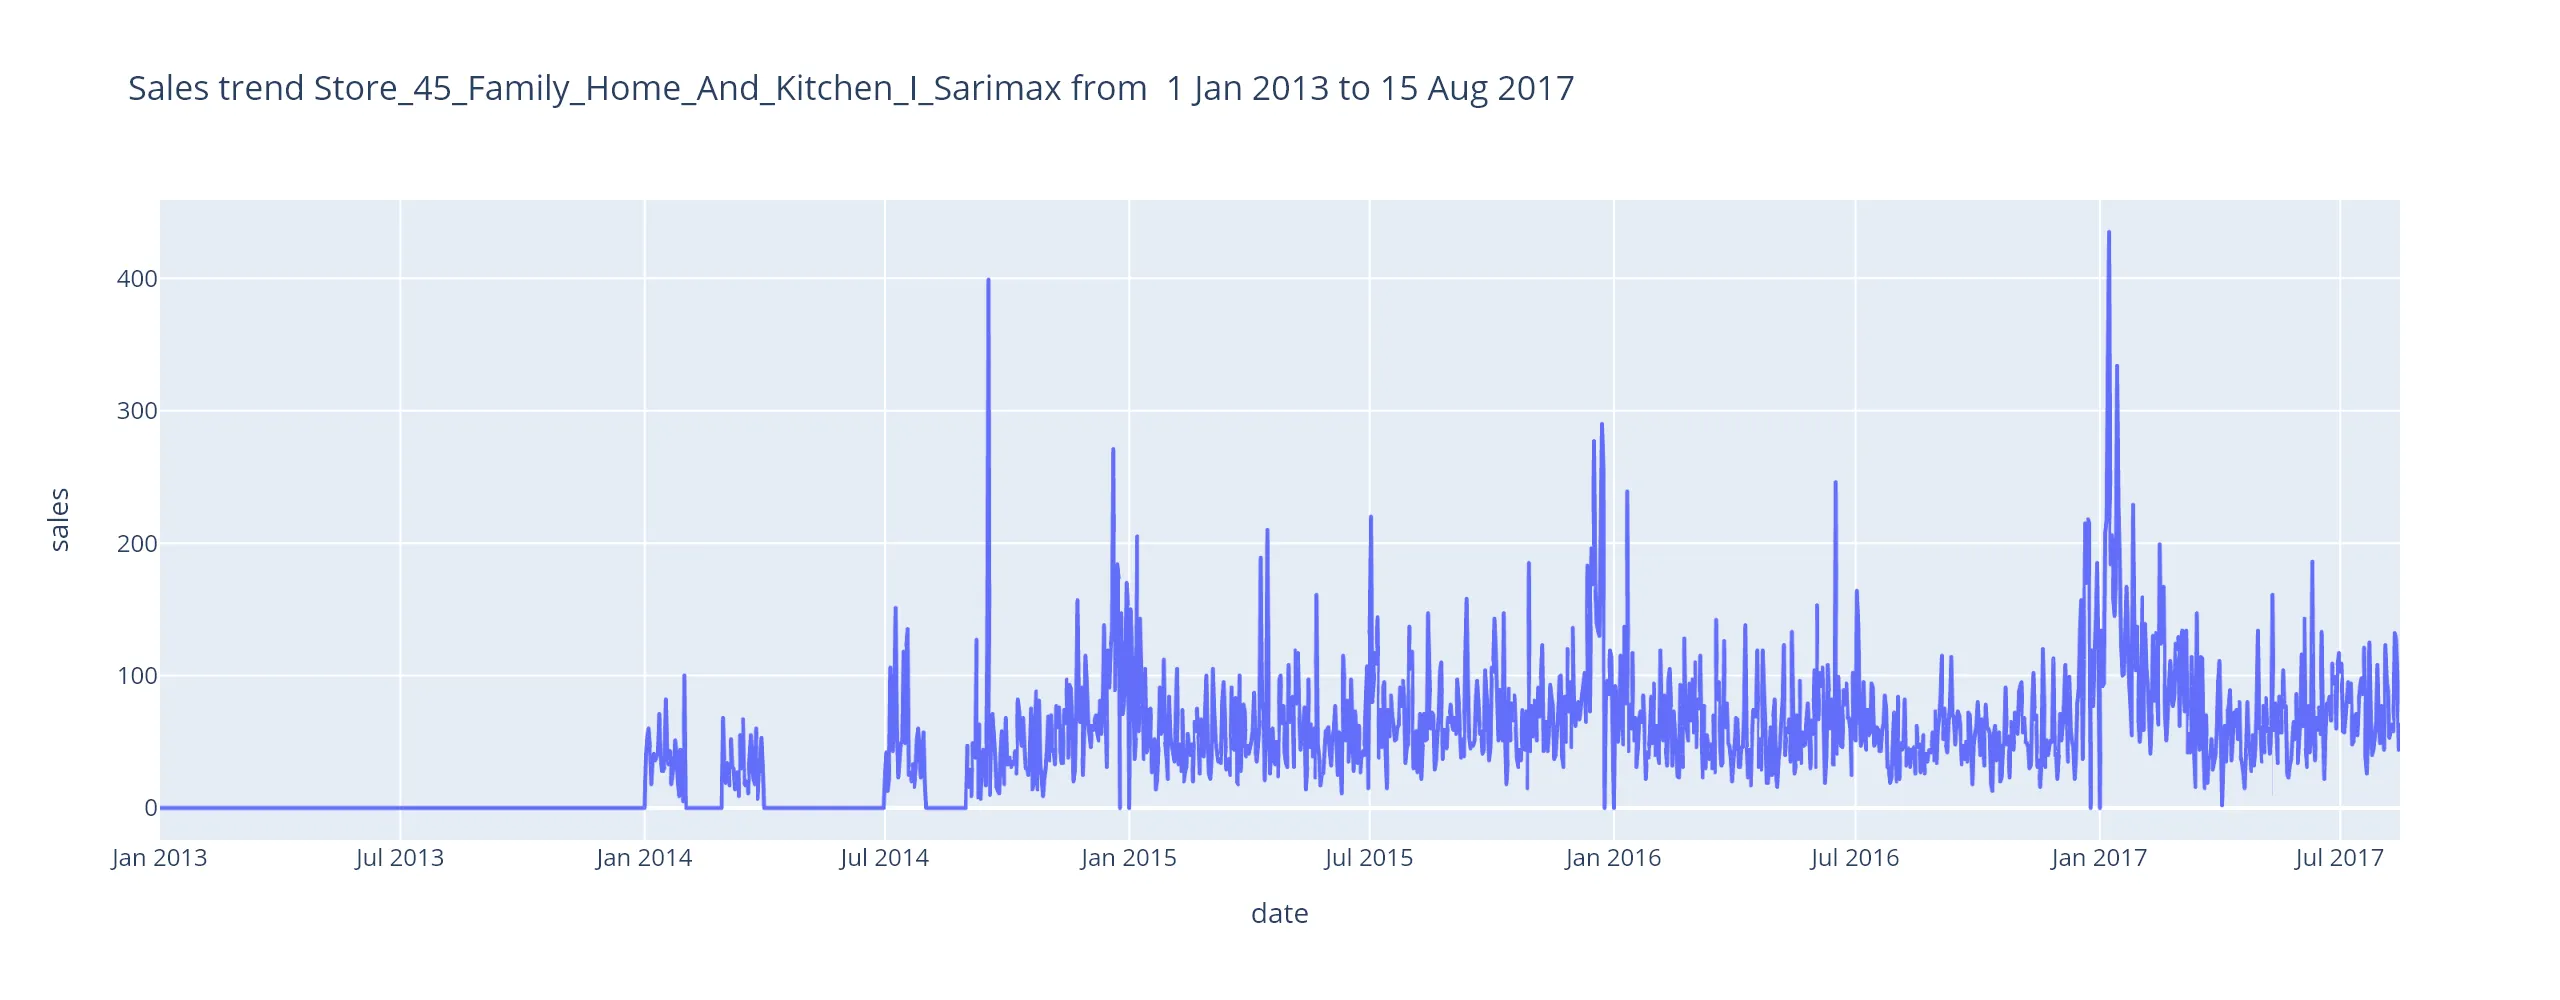 Sales trend Store_45_Family_Home_And_Kitchen_I_Sarimax from  1 Jan 2013 to 15 Aug 2017
400
300
200
100
0
sales
Jan 2013 Jul 2013 Jan 2014 Jul 2014 Jan 2015 Jul 2015 Jan 2016 Jul 2016 Jan 2017 Jul 2017
date